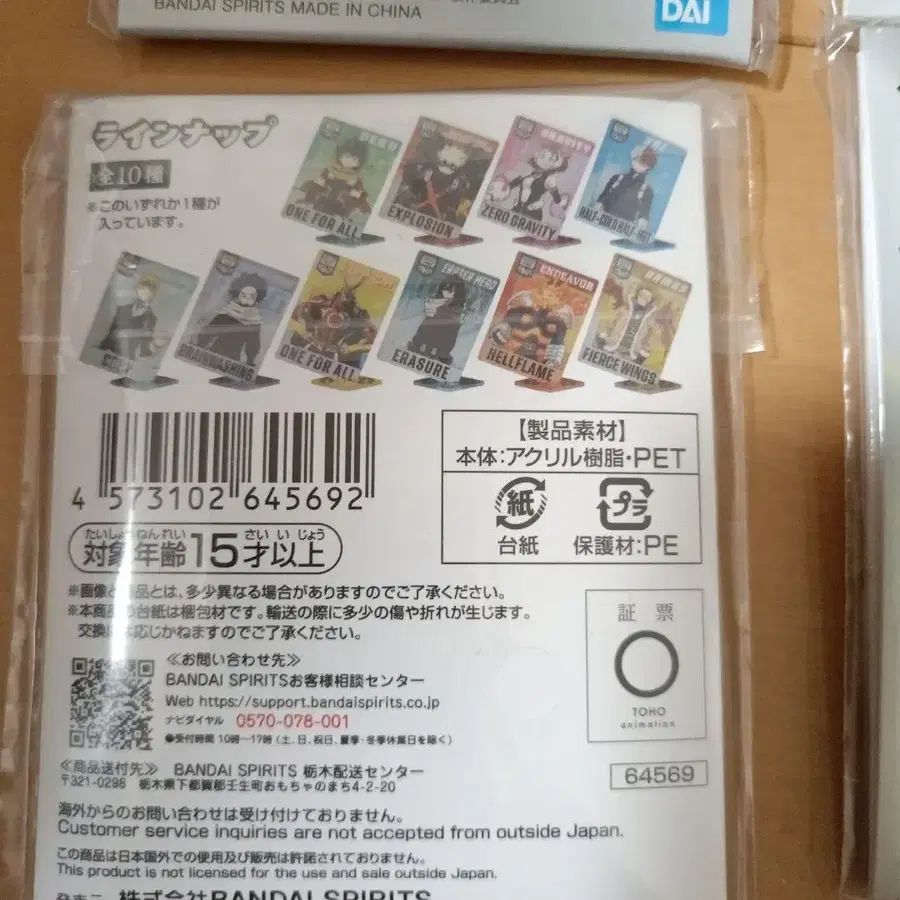 BANDAI SPIRITS MADE IN CHINA
DAI
ラインナップ
全10種
※このいずれか1種が
入っています。
DEKU
ONE FOR ALL
EXPLOSION
GRAVITY
ZERO GRAVITY
HALF-COLD HALF-HOT
BRAINWASHING
ONE FOR ALL
ERASER HERO
ERASURE
ENDEAVOR
HELLFLAME
HAWKS
FIERCE WINGS
4 573102 645692
【製品素材】
本体:アクリル樹脂・PET
紙
台紙
プラ
保護材:PE
対象年齢15才以上
さい いじょう
※画像と商品とは、多少異なる場合がありますのでご了承ください。
※本商品の台紙は梱包材です。輸送の際に多少の傷や折れが生じます。
交換には応じかねますのでご了承ください。
≪お問い合わせ先≫
BANDAI SPIRITSお客様相談センター
Web https://support.bandaispirits.co.jp
ナビダイヤル 0570-078-001
●受付時間 10時～17時(土、日、祝日、夏季・冬季休業日を除く)
証票
TOHO
animation
≪商品送付先≫ BANDAI SPIRITS 栃木配送センター
〒321-0298 栃木県下都賀郡壬生町おもちゃのまち4-2-20
64569
海外からのお問い合わせは受け付けておりません。
Customer service inquiries are not accepted from outside Japan.
この商品は日本国外での使用及び販売は許諾されておりません。
This product is not licensed for the use and sale outside Japan.
株式会社BANDAI SPIRITS